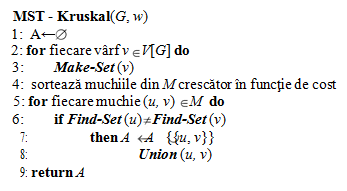 MST - Kruskal(G, w)
1: A←∅
2: for fiecare vârf v ∈ V[G] do
3: Make-Set (v)
4: sortează muchiile din M crescător în funcţie de cost
5: for fiecare muchie (u, v) ∈ M do
6: if Find-Set (u) ≠ Find-Set (v)
7: then A ← A {{u, v}}
8: Union (u, v)
9: return A